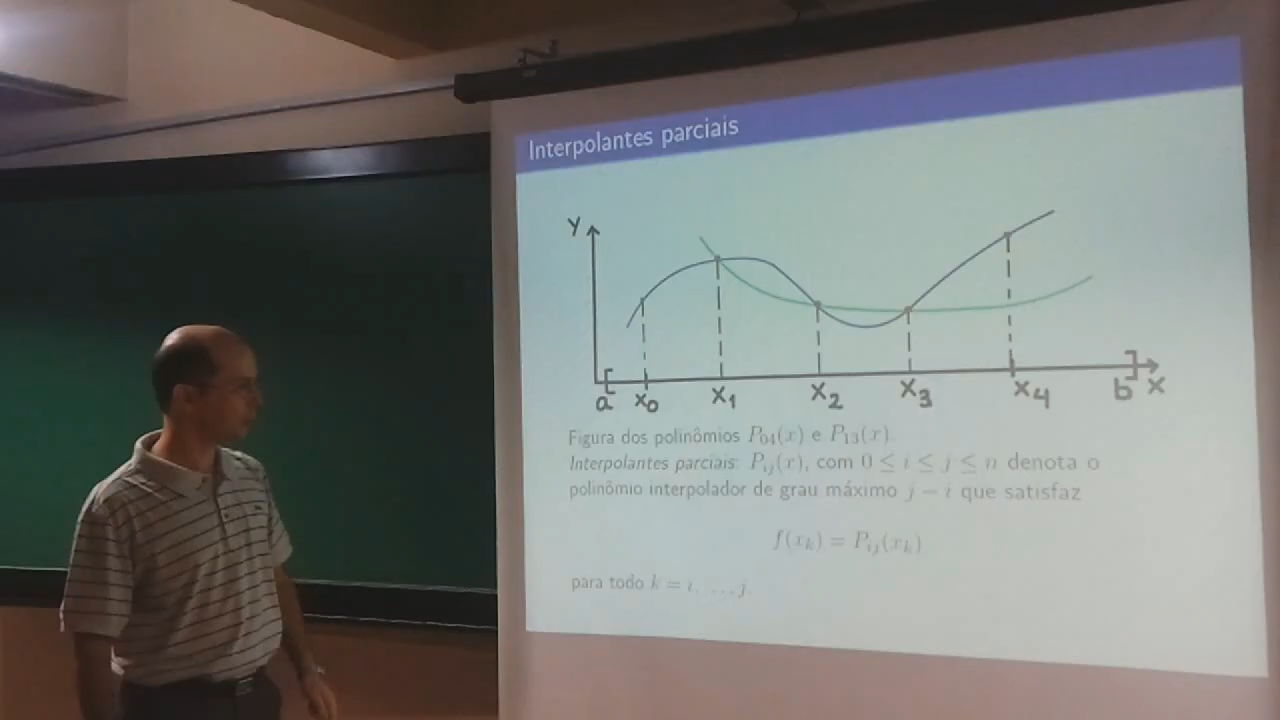 Interpolantes parciais
Y
a x₀ x₁ x₂ x₃ x₄ b x
Figura dos polinômios P₀₄(x) e P₁₃(x).
Interpolantes parciais: Pᵢⱼ(x), com 0 ≤ i ≤ j ≤ n denota o
polinômio interpolador de grau máximo j − i que satisfaz
f(xₖ) = Pᵢⱼ(xₖ)
para todo k = i, ..., j.